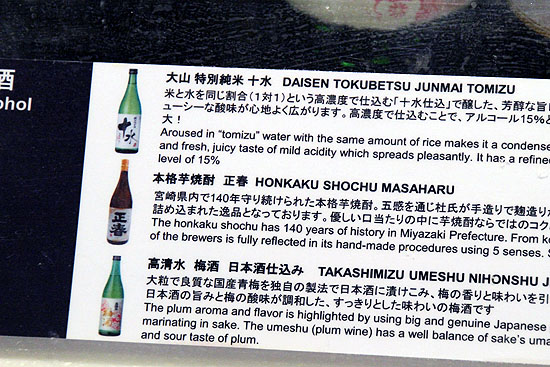 酒
ohol
大山 特別純米 十水 DAISEN TOKUBETSU JUNMAI TOMIZU
米と水を同じ割合(1対1)という高濃度で仕込む「十水仕込」で醸した、芳醇な旨
ューシーな酸味が心地よく広がります。高濃度で仕込むことで、アルコール15%と
大!
Aroused in "tomizu" water with the same amount of rice makes it a condense
and fresh, juicy taste of mild acidity which spreads pleasantly. It has a refine
level of 15%
十水
本格芋焼酎 正春 HONKAKU SHOCHU MASAHARU
宮崎県内で140年守り続けられた本格芋焼酎。五感を通じ杜氏が手造りで麹造りか
詰め込まれた逸品となっております。優しい口当たりの中に芋焼酎ならではのコク
The honkaku shochu has 140 years of history in Miyazaki Prefecture. From ko
of the brewers is fully reflected in its hand-made procedures using 5 senses. S
正春
高清水 梅酒 日本酒仕込み TAKASHIMIZU UMESHU NIHONSHU J
大粒で良質な国産青梅を独自の製法で日本酒に漬けこみ、梅の香りと味わいを引
日本酒の旨みと梅の酸味が調和した、すっきりとした味わいの梅酒です
The plum aroma and flavor is highlighted by using big and genuine Japanese
marinating in sake. The umeshu (plum wine) has a well balance of sake's uma
and sour taste of plum.